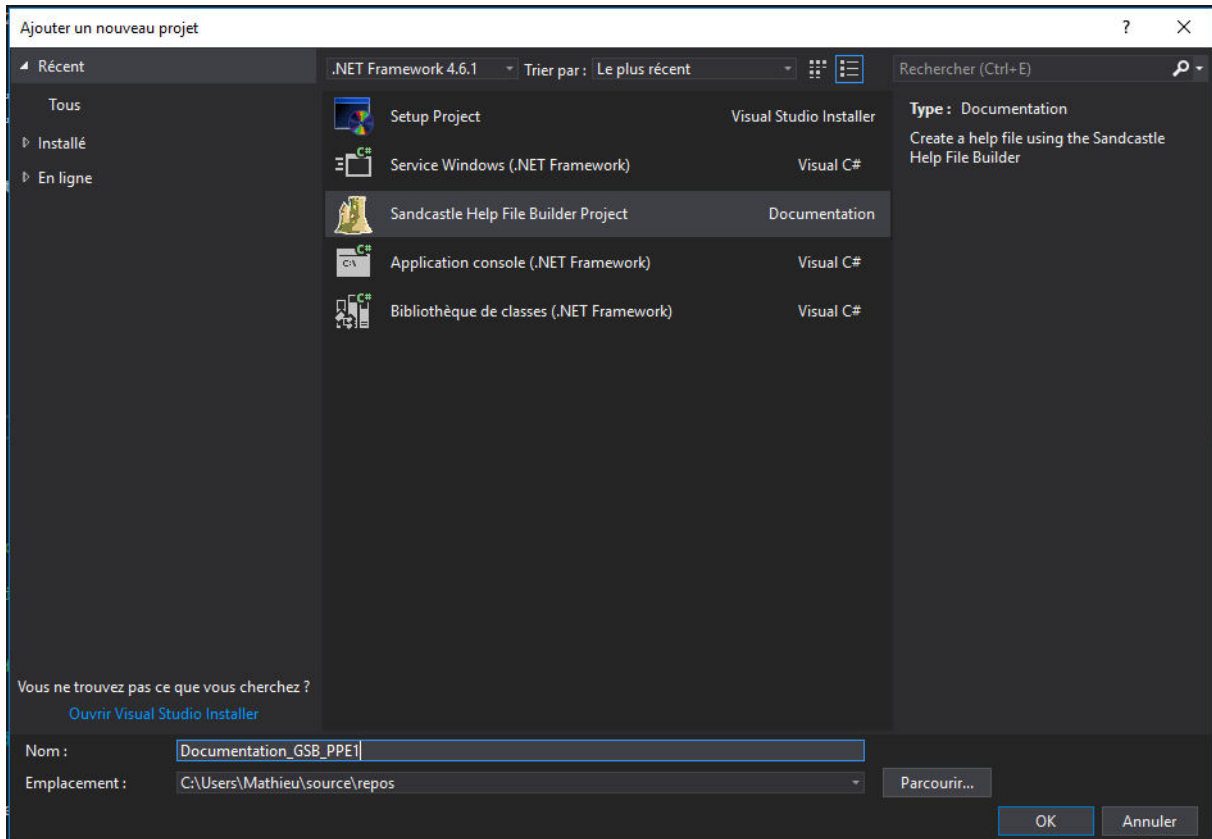 Ajouter un nouveau projet
?
Récent
Tous
Installé
En ligne
.NET Framework 4.6.1 Trier par : Le plus récent
Setup Project Visual Studio Installer
C# Service Windows (.NET Framework) Visual C#
Sandcastle Help File Builder Project Documentation
C# C:\ Application console (.NET Framework) Visual C#
C# Bibliothèque de classes (.NET Framework) Visual C#
Rechercher (Ctrl+E)
Type : Documentation
Create a help file using the Sandcastle
Help File Builder
Vous ne trouvez pas ce que vous cherchez ?
Ouvrir Visual Studio Installer
Nom : Documentation_GSB_PPE1
Emplacement : C:\Users\Mathieu\source\repos Parcourir...
OK Annuler